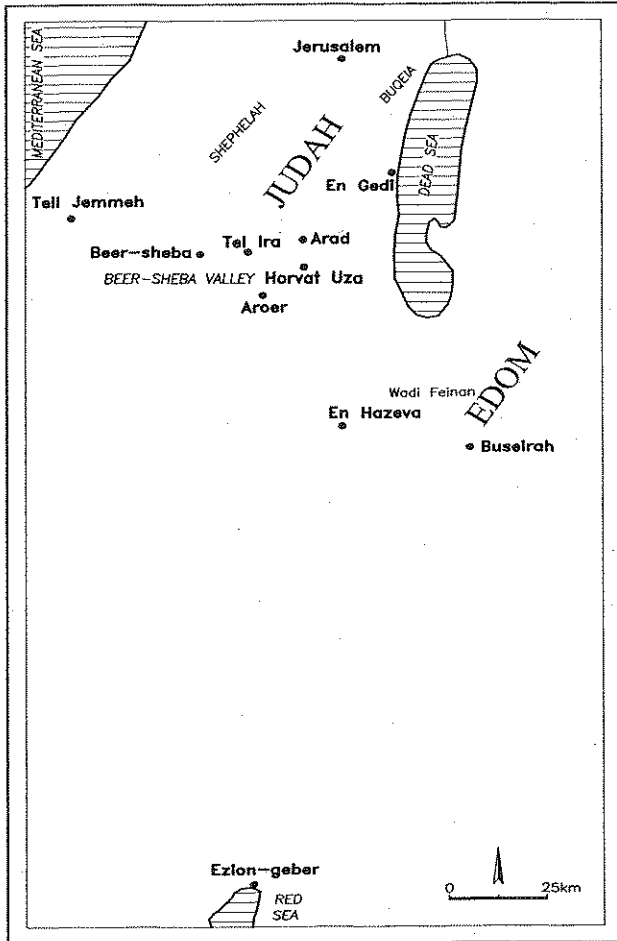 MEDITERRANEAN SEA
Jerusalem
BUQEIA
SHEPHELAH
JUDAH
DEAD SEA
En Gedi
Tell Jemmeh
Tel Ira
Arad
Beer-sheba
BEER-SHEBA VALLEY
Horvat Uza
Aroer
EDOM
Wadi Feinan
En Hazeva
Buseirah
Ezion-geber
RED
SEA
0 25km